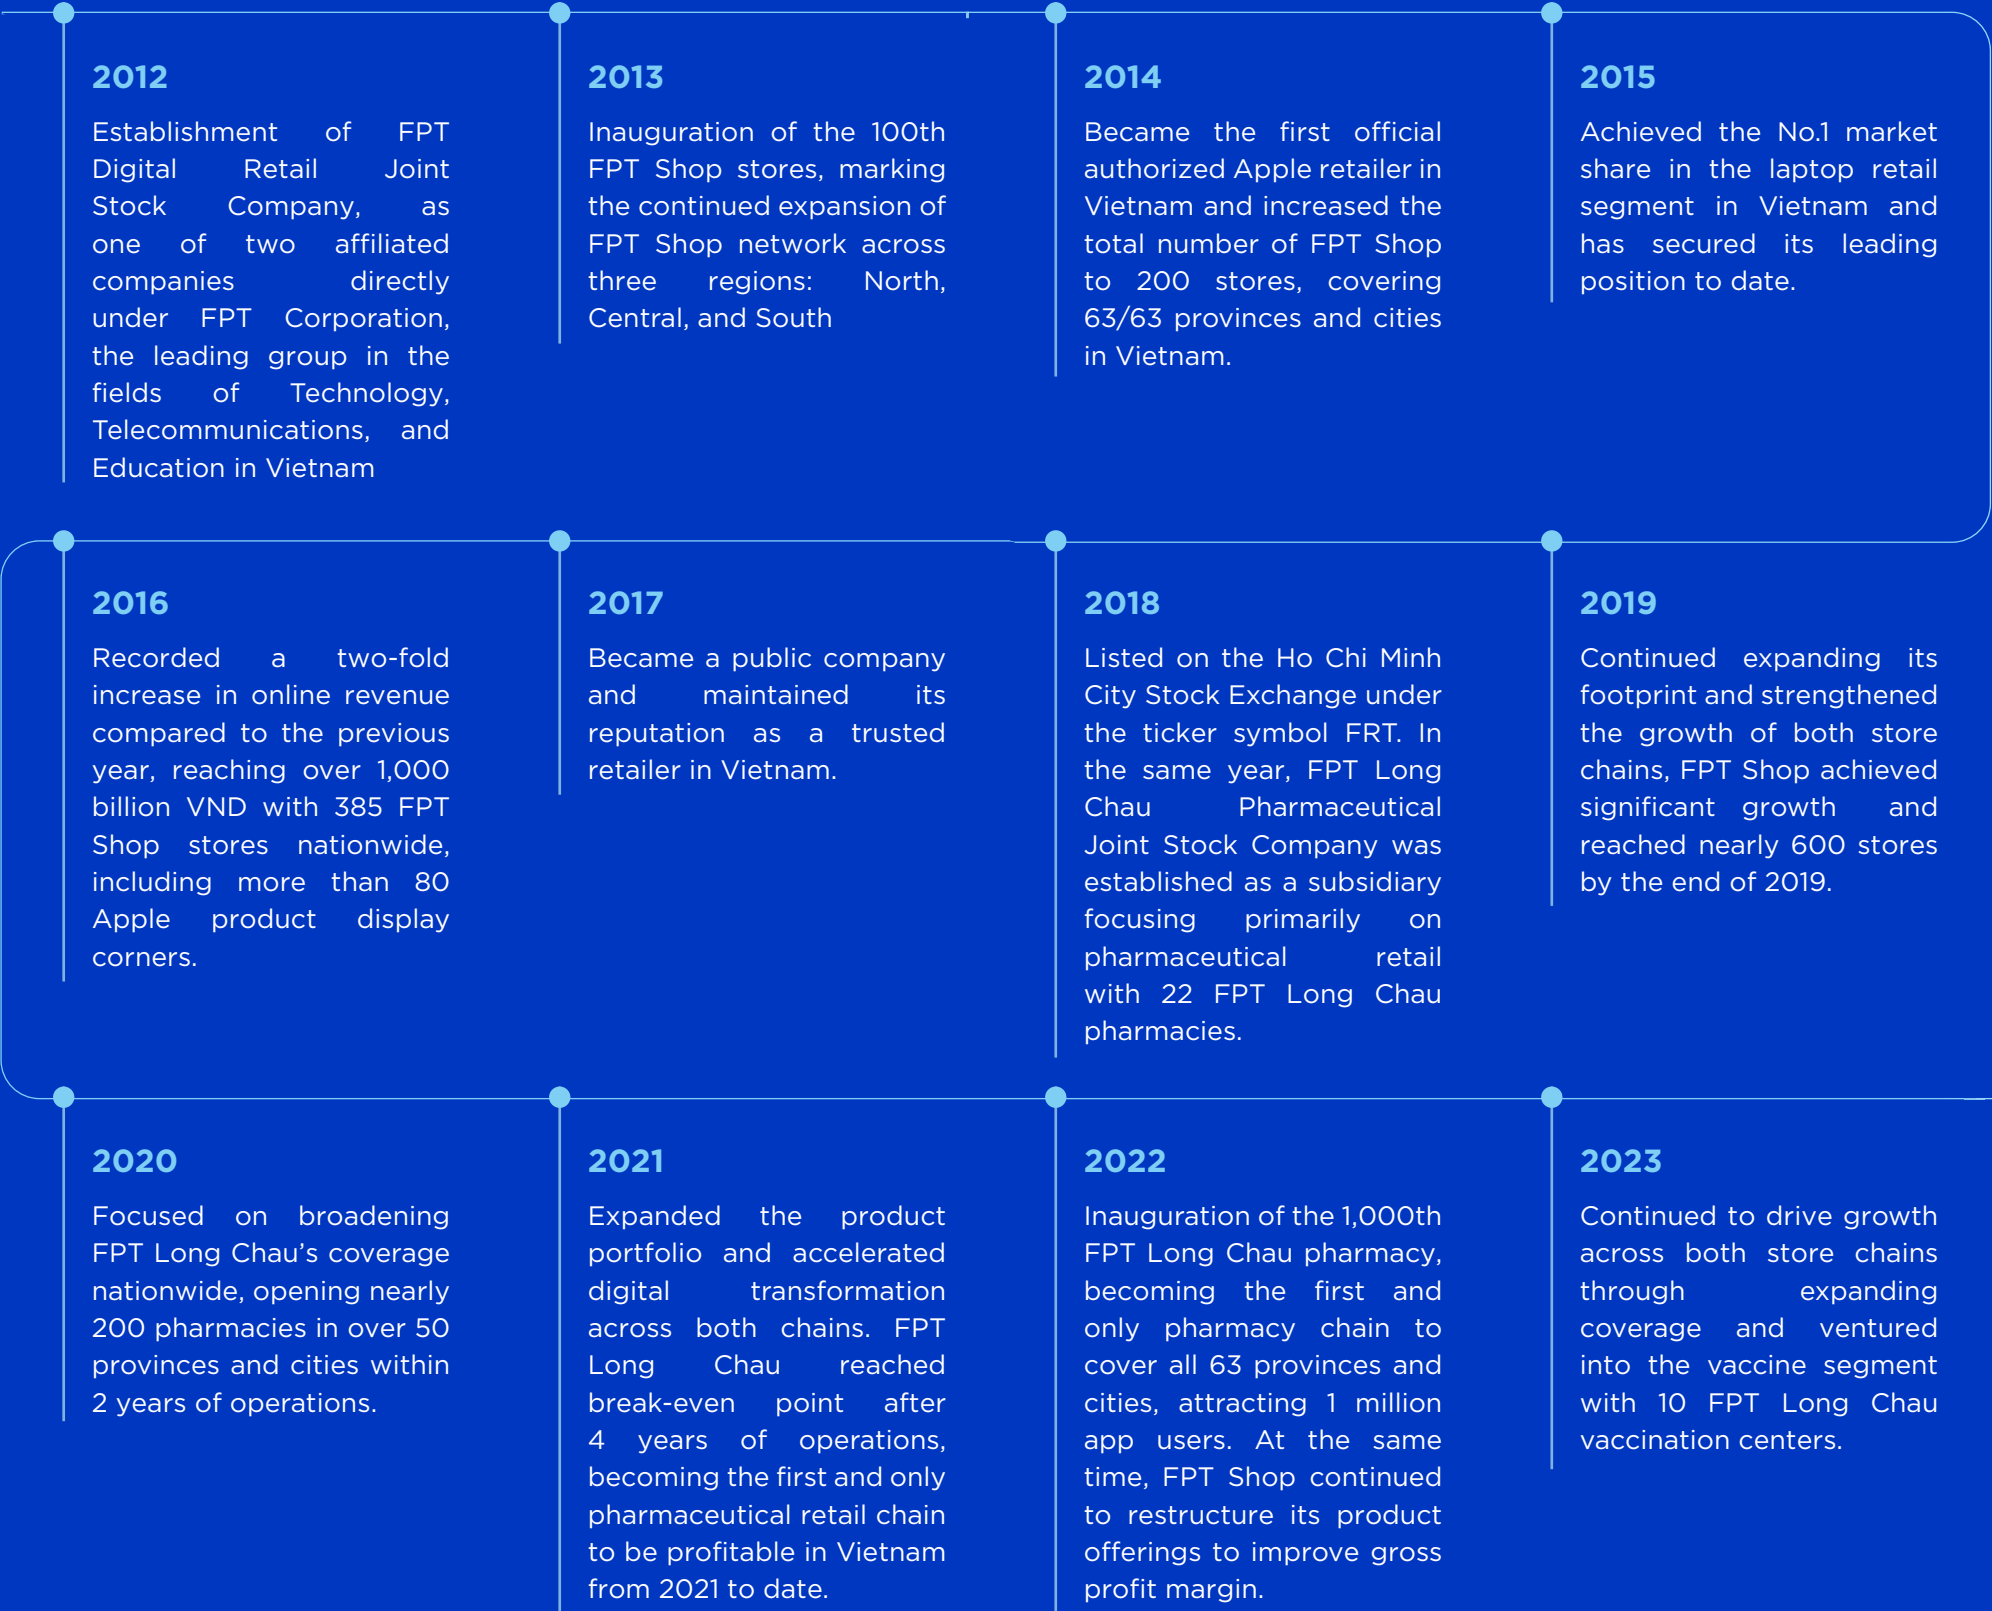 2012
Establishment of FPT
Digital Retail Joint
Stock Company, as
one of two affiliated
companies directly
under FPT Corporation,
the leading group in the
fields of Technology,
Telecommunications, and
Education in Vietnam
2013
Inauguration of the 100th
FPT Shop stores, marking
the continued expansion of
FPT Shop network across
three regions: North,
Central, and South
2014
Became the first official
authorized Apple retailer in
Vietnam and increased the
total number of FPT Shop
to 200 stores, covering
63/63 provinces and cities
in Vietnam.
2015
Achieved the No.1 market
share in the laptop retail
segment in Vietnam and
has secured its leading
position to date.
2016
Recorded a two-fold
increase in online revenue
compared to the previous
year, reaching over 1,000
billion VND with 385 FPT
Shop stores nationwide,
including more than 80
Apple product display
corners.
2017
Became a public company
and maintained its
reputation as a trusted
retailer in Vietnam.
2018
Listed on the Ho Chi Minh
City Stock Exchange under
the ticker symbol FRT. In
the same year, FPT Long
Chau Pharmaceutical
Joint Stock Company was
established as a subsidiary
focusing primarily on
pharmaceutical retail
with 22 FPT Long Chau
pharmacies.
2019
Continued expanding its
footprint and strengthened
the growth of both store
chains, FPT Shop achieved
significant growth and
reached nearly 600 stores
by the end of 2019.
2020
Focused on broadening
FPT Long Chau’s coverage
nationwide, opening nearly
200 pharmacies in over 50
provinces and cities within
2 years of operations.
2021
Expanded the product
portfolio and accelerated
digital transformation
across both chains. FPT
Long Chau reached
break-even point after
4 years of operations,
becoming the first and only
pharmaceutical retail chain
to be profitable in Vietnam
from 2021 to date.
2022
Inauguration of the 1,000th
FPT Long Chau pharmacy,
becoming the first and
only pharmacy chain to
cover all 63 provinces and
cities, attracting 1 million
app users. At the same
time, FPT Shop continued
to restructure its product
offerings to improve gross
profit margin.
2023
Continued to drive growth
across both store chains
through expanding
coverage and ventured
into the vaccine segment
with 10 FPT Long Chau
vaccination centers.